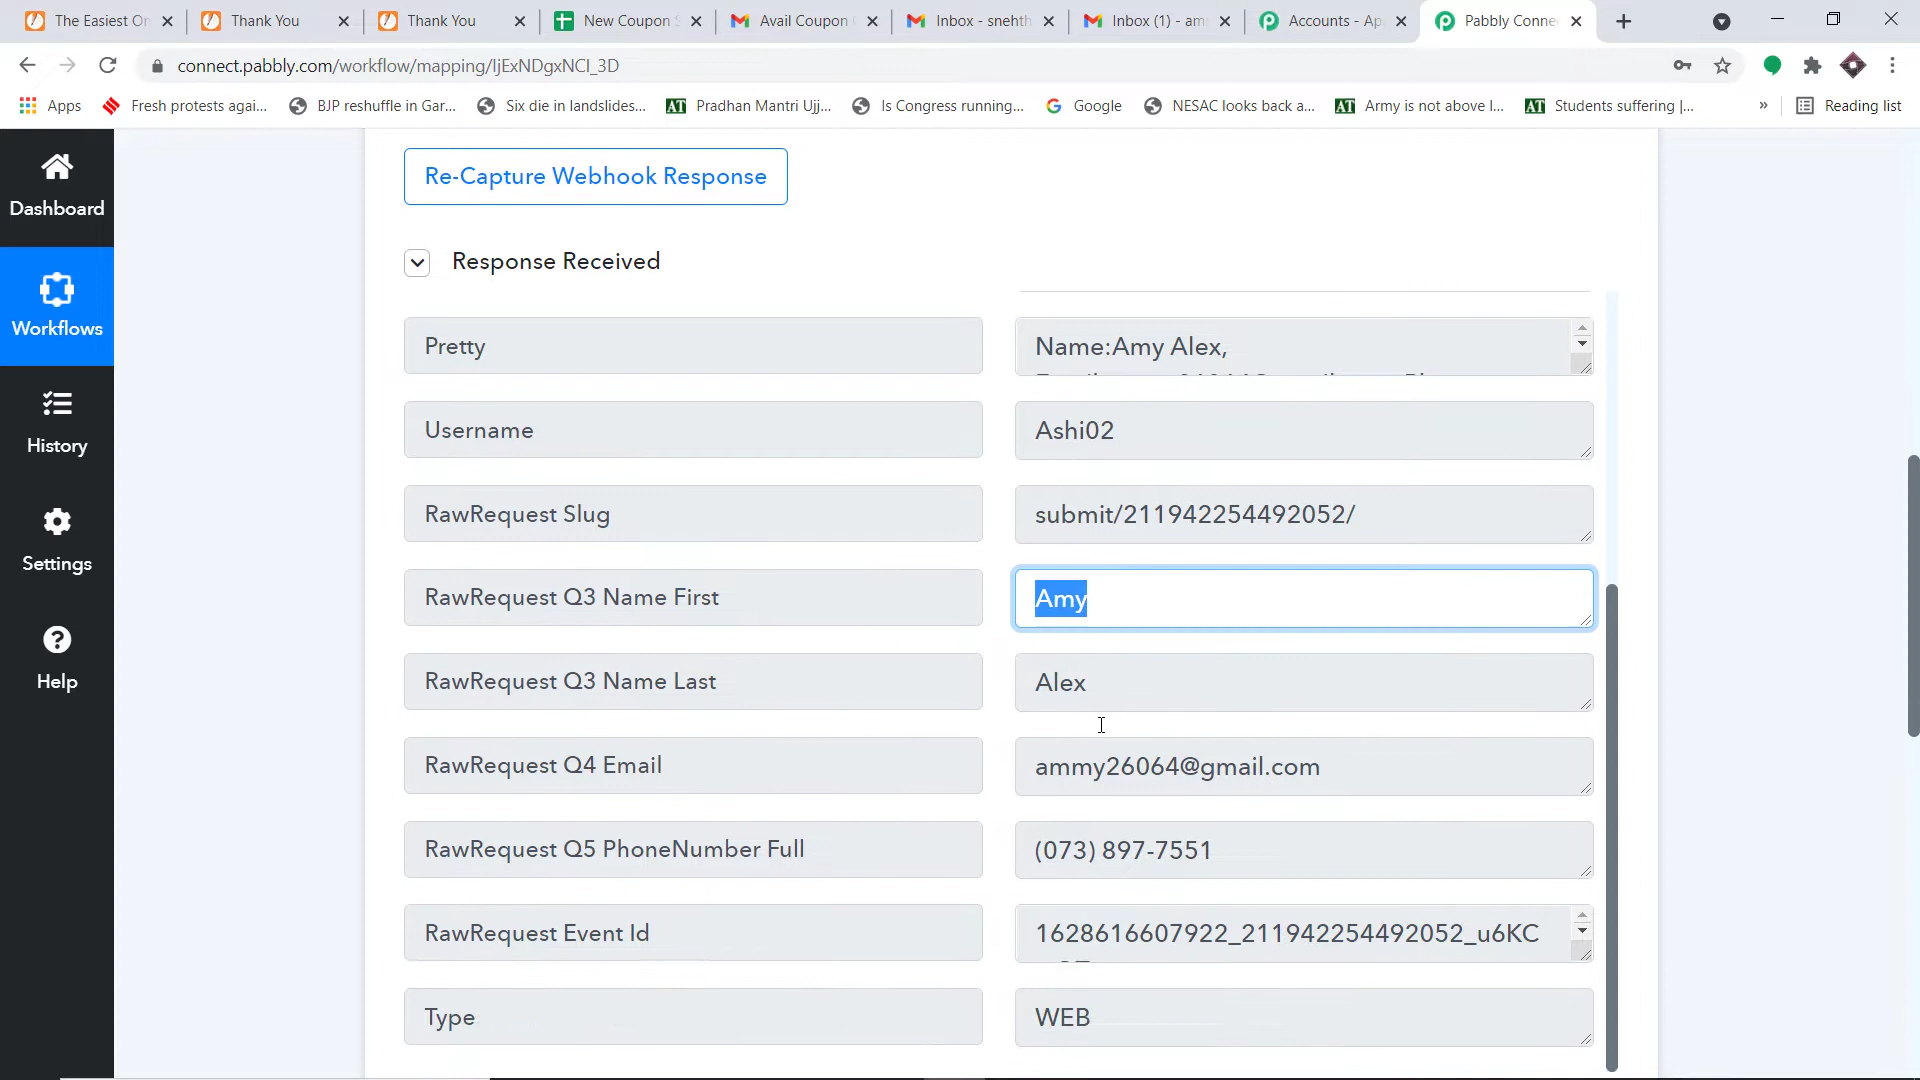 The Easiest On
Thank You
Thank You
New Coupon S
Avail Coupon
Inbox - snehth
Inbox (1) - am
Accounts - Ap
Pabbly Conne
connect.pabbly.com/workflow/mapping/IjExNDgxNCI_3D
Apps
Fresh protests agai...
BJP reshuffle in Gar...
Six die in landslides...
AT Pradhan Mantri Ujj...
Is Congress running...
Google
NESAC looks back a...
AT Army is not above l...
AT Students suffering |...
»
Reading list
Dashboard
Workflows
History
Settings
Help
Re-Capture Webhook Response
Response Received
Pretty
Name:Amy Alex,
Username
Ashi02
RawRequest Slug
submit/211942254492052/
RawRequest Q3 Name First
Amy
RawRequest Q3 Name Last
Alex
RawRequest Q4 Email
ammy26064@gmail.com
RawRequest Q5 PhoneNumber Full
(073) 897-7551
RawRequest Event Id
1628616607922_211942254492052_u6KC
Type
WEB